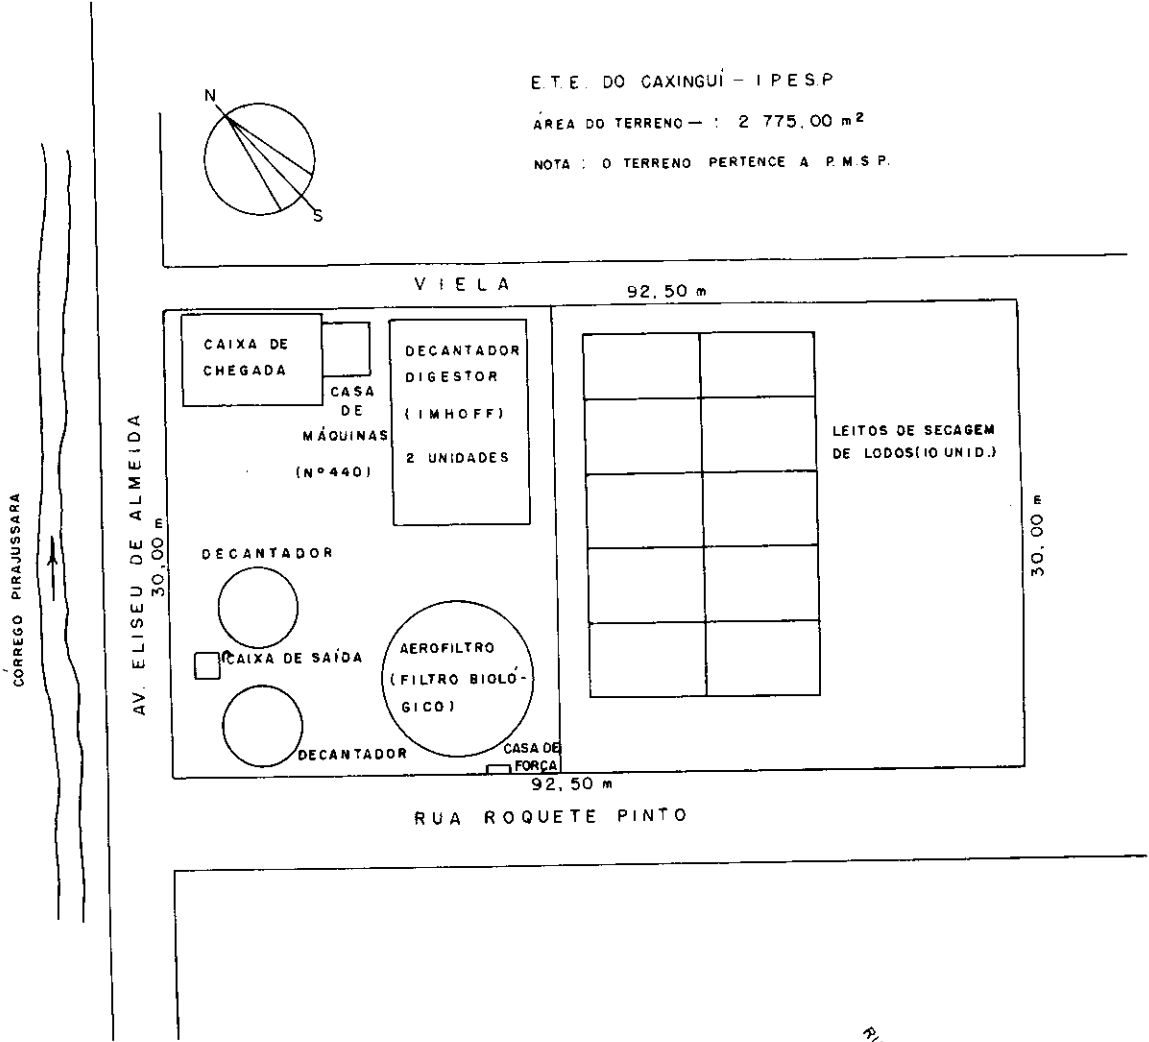 E.T.E. DO CAXINGUÍ - I P E S.P
ÁREA DO TERRENO - : 2 775,00 m²
NOTA : O TERRENO PERTENCE A P.M.S P.
N
S
VIELA
92,50 m
CAIXA DE
CHEGADA
CASA
DE
MÁQUINAS
(Nº 440)
DECANTADOR
DIGESTOR
(IMHOFF)
2 UNIDADES
LEITOS DE SECAGEM
DE LODOS(10 UNID.)
30,00 m
CÓRREGO PIRAJUSSARA
AV. ELISEU DE ALMEIDA
30,00 m
DECANTADOR
CAIXA DE SAÍDA
DECANTADOR
AEROFILTRO
(FILTRO BIOLÓ-
GICO)
CASA DE
FORÇA
92,50 m
RUA ROQUETE PINTO